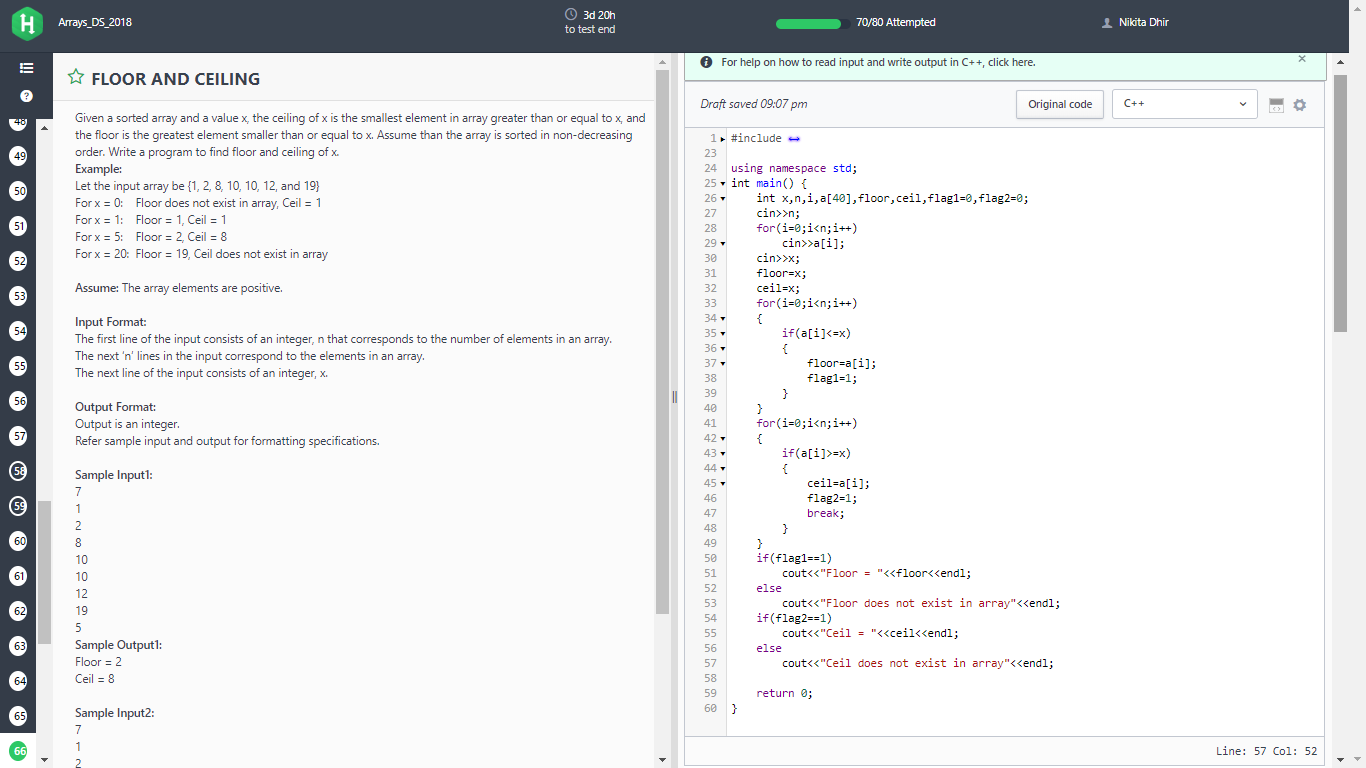 Arrays_DS_2018
3d 20h
to test end
70/80 Attempted
Nikita Dhir
48
49
50
51
52
53
54
55
56
57
58
59
60
61
62
63
64
65
66
FLOOR AND CEILING
Given a sorted array and a value x, the ceiling of x is the smallest element in array greater than or equal to x, and
the floor is the greatest element smaller than or equal to x. Assume than the array is sorted in non-decreasing
order. Write a program to find floor and ceiling of x.
Example:
Let the input array be {1, 2, 8, 10, 10, 12, and 19}
For x = 0: Floor does not exist in array, Ceil = 1
For x = 1: Floor = 1, Ceil = 1
For x = 5: Floor = 2, Ceil = 8
For x = 20: Floor = 19, Ceil does not exist in array
Assume: The array elements are positive.
Input Format:
The first line of the input consists of an integer, n that corresponds to the number of elements in an array.
The next 'n' lines in the input correspond to the elements in an array.
The next line of the input consists of an integer, x.
Output Format:
Output is an integer.
Refer sample input and output for formatting specifications.
Sample Input1:
7
1
2
8
10
10
12
19
5
Sample Output1:
Floor = 2
Ceil = 8
Sample Input2:
7
1
2
For help on how to read input and write output in C++, click here.
Draft saved 09:07 pm
Original code
C++
1 #include
23
24 using namespace std;
25 int main() {
26 int x,n,i,a[40],floor,ceil,flag1=0,flag2=0;
27 cin>>n;
28 for(i=0;i<n;i++)
29 cin>>a[i];
30 cin>>x;
31 floor=x;
32 ceil=x;
33 for(i=0;i<n;i++)
34 {
35 if(a[i]<=x)
36 {
37 floor=a[i];
38 flag1=1;
39 }
40 }
41 for(i=0;i<n;i++)
42 {
43 if(a[i]>=x)
44 {
45 ceil=a[i];
46 flag2=1;
47 break;
48 }
49 }
50 if(flag1==1)
51 cout<<"Floor = "<<floor<<endl;
52 else
53 cout<<"Floor does not exist in array"<<endl;
54 if(flag2==1)
55 cout<<"Ceil = "<<ceil<<endl;
56 else
57 cout<<"Ceil does not exist in array"<<endl;
58
59 return 0;
60 }
Line: 57 Col: 52